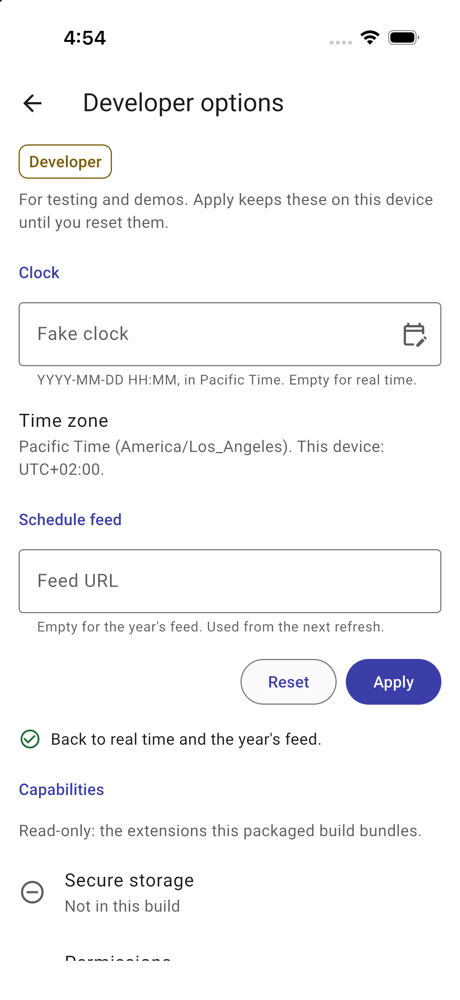 4:54
Developer options
Developer
For testing and demos. Apply keeps these on this device
until you reset them.
Clock
Fake clock
YYYY-MM-DD HH:MM, in Pacific Time. Empty for real time.
Time zone
Pacific Time (America/Los_Angeles). This device:
UTC+02:00.
Schedule feed
Feed URL
Empty for the year's feed. Used from the next refresh.
Reset
Apply
Back to real time and the year's feed.
Capabilities
Read-only: the extensions this packaged build bundles.
Secure storage
Not in this build
Permissions